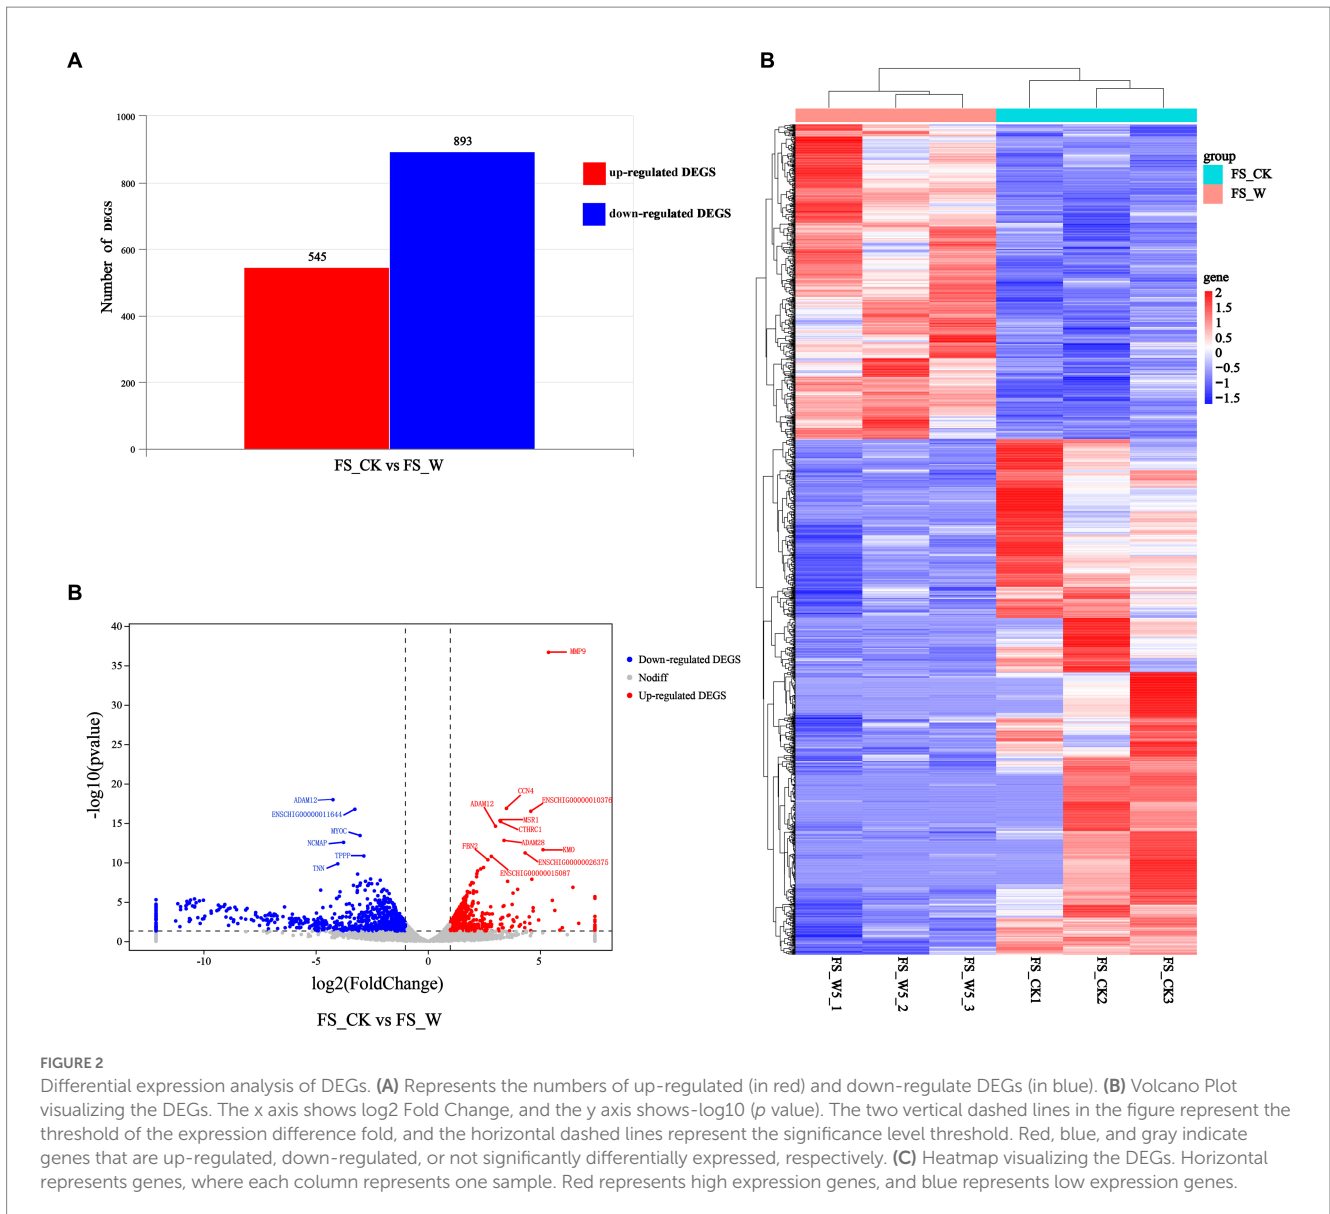 A
1000
800
600
400
200
0
Number of DEGS
545
893
up-regulated DEGS
down-regulated DEGS
FS_CK vs FS_W
B
40
35
30
25
20
15
10
5
0
-log10(pvalue)
MMP9
ADAM12
ENSCHIG00000011644
MYOC
NCMAP
TPPP
TNN
CCN4
ADAM12
ENSCHIG00000010376
MSR1
CTHRC1
ADAM28
FBN2
KMO
ENSCHIG00000026375
ENSCHIG00000015087
-10
-5
0
5
log2(FoldChange)
FS_CK vs FS_W
Down-regulated DEGS
Nodiff
Up-regulated DEGS
B
group
FS_CK
FS_W
gene
2
1.5
1
0.5
0
−0.5
−1
−1.5
FS_W5_1
FS_W5_2
FS_W5_3
FS_CK1
FS_CK2
FS_CK3
FIGURE 2
Differential expression analysis of DEGs. (A) Represents the numbers of up-regulated (in red) and down-regulate DEGs (in blue). (B) Volcano Plot
visualizing the DEGs. The x axis shows log2 Fold Change, and the y axis shows-log10 (p value). The two vertical dashed lines in the figure represent the
threshold of the expression difference fold, and the horizontal dashed lines represent the significance level threshold. Red, blue, and gray indicate
genes that are up-regulated, down-regulated, or not significantly differentially expressed, respectively. (C) Heatmap visualizing the DEGs. Horizontal
represents genes, where each column represents one sample. Red represents high expression genes, and blue represents low expression genes.